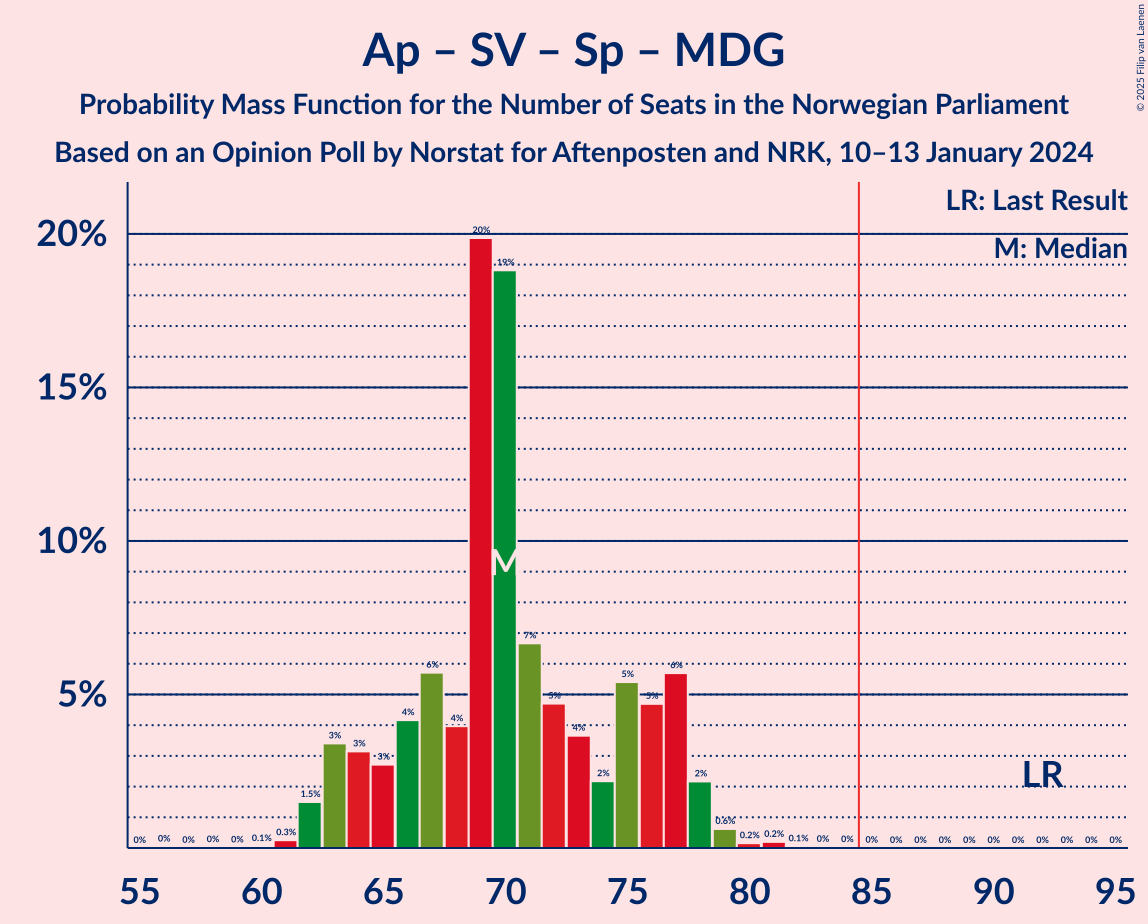 Ap – SV – Sp – MDG
Probability Mass Function for the Number of Seats in the Norwegian Parliament
Based on an Opinion Poll by Norstat for Aftenposten and NRK, 10–13 January 2024
© 2025 Filip van Laenen
LR: Last Result
M: Median
20%
15%
10%
5%
0% 0% 0% 0% 0% 0.1% 0.3% 1.5% 3% 3% 3% 4% 6% 4% 20% 19% 7% 5% 4% 2% 5% 5% 6% 2% 0.6% 0.2% 0.2% 0.1% 0% 0% 0% 0% 0% 0% 0% 0% 0% 0% 0% 0% 0%
M
LR
55 60 65 70 75 80 85 90 95